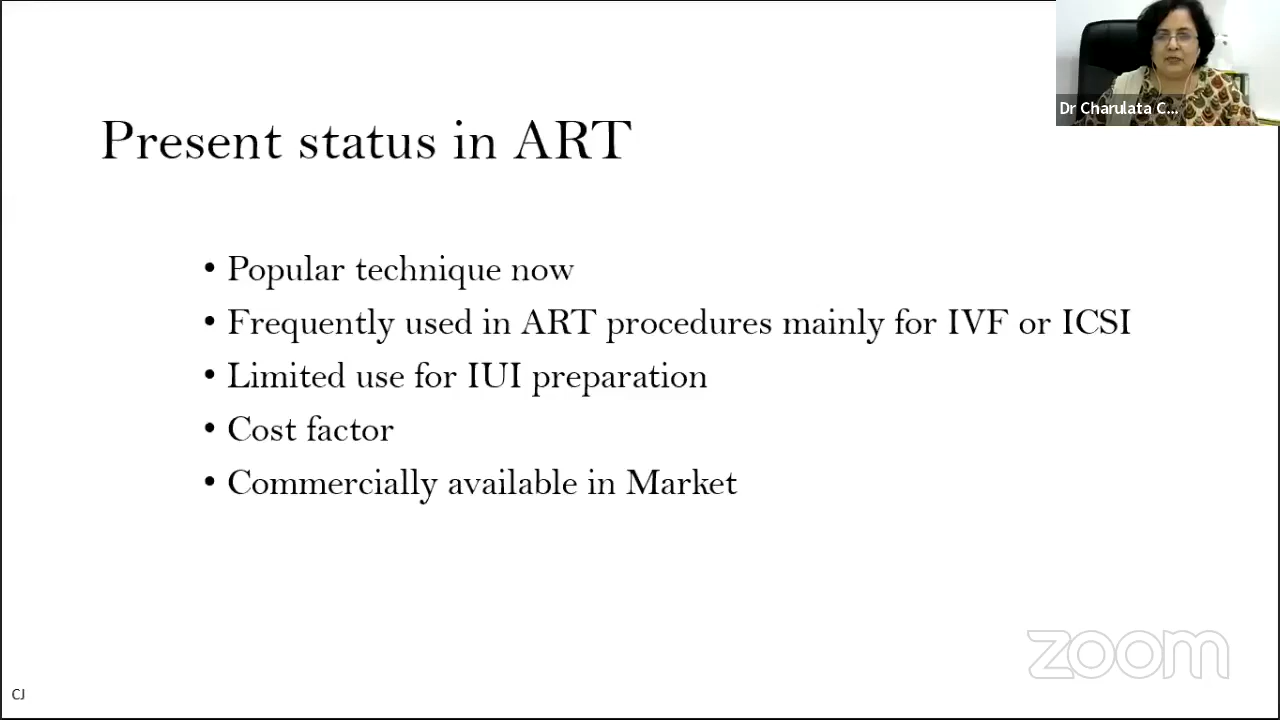 Dr Charulata C...
Present status in ART
• Popular technique now
• Frequently used in ART procedures mainly for IVF or ICSI
• Limited use for IUI preparation
• Cost factor
• Commercially available in Market
zoom
CJ